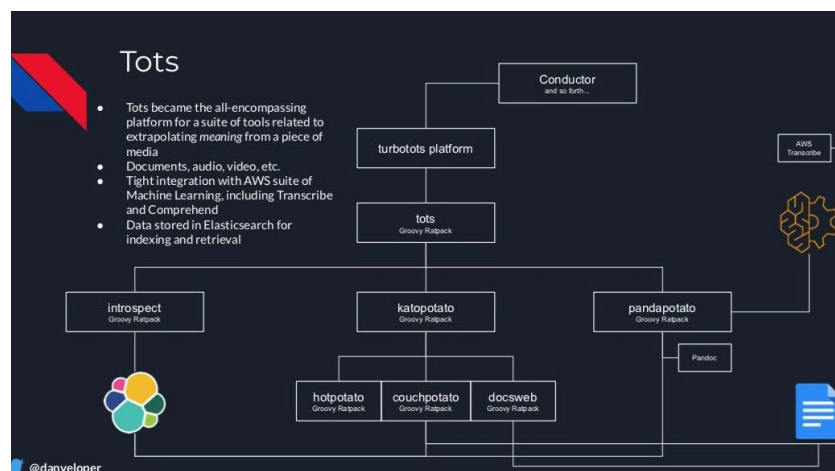 Tots
● Tots became the all-encompassing
platform for a suite of tools related to
extrapolating meaning from a piece of
media
● Documents, audio, video, etc.
● Tight integration with AWS suite of
Machine Learning, including Transcribe
and Comprehend
● Data stored in Elasticsearch for
indexing and retrieval
Conductor
and so forth...
turbotots platform
AWS
Transcribe
tots
Groovy Ratpack
introspect
Groovy Ratpack
katopotato
Groovy Ratpack
pandapotato
Groovy Ratpack
Pandoc
hotpotato
Groovy Ratpack
couchpotato
Groovy Ratpack
docsweb
Groovy Ratpack
@danveloper